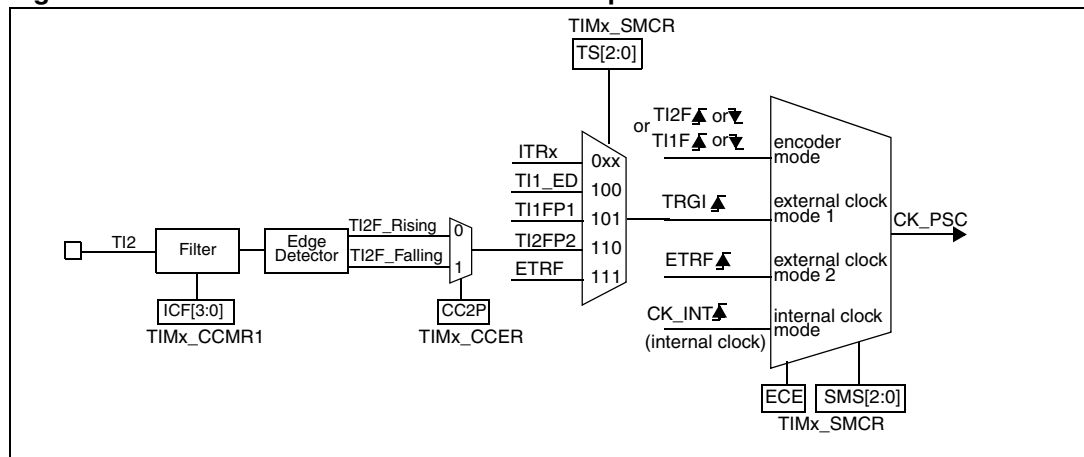 TIMx_SMCR
TS[2:0]
or TI2F or
TI1F or
encoder
mode
ITRx
0xx
TI1_ED
100
TI1FP1
101
TRGI
external clock
mode 1
CK_PSC
TI2
Filter
Edge
Detector
TI2F_Rising
0
TI2F_Falling
1
TI2FP2
110
ETRF
111
ETRF
external clock
mode 2
ICF[3:0]
TIMx_CCMR1
CC2P
TIMx_CCER
CK_INT
(internal clock)
internal clock
mode
ECE
SMS[2:0]
TIMx_SMCR